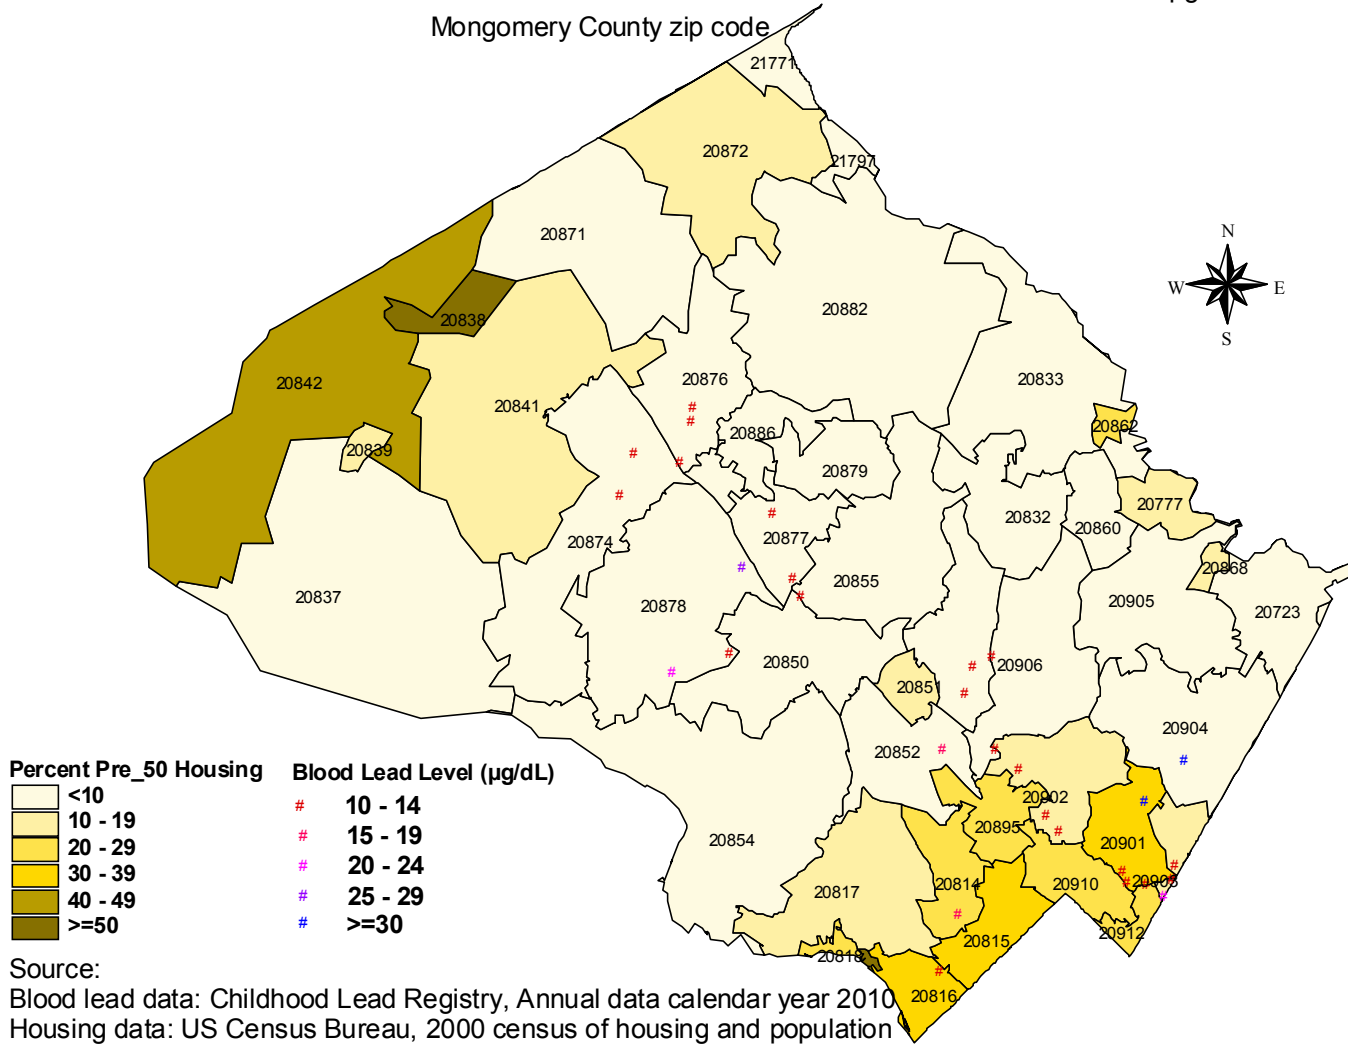 Mongomery County zip code
21771
20872
21797
20871
N
W E
S
20838
20882
20842
20876
20833
20841
20886
20862
20839
20879
20777
20832
20860
20877
20874
20868
20855
20837
20878
20905
20723
20850
20906
20851
20904
20852
Percent Pre_50 Housing
<10
10 - 19
20 - 29
30 - 39
40 - 49
>=50
Blood Lead Level (µg/dL)
# 10 - 14
# 15 - 19
# 20 - 24
# 25 - 29
# >=30
20902
20895
20854
20901
20817
20814
20910
20903
20912
20815
20818
20816
Source:
Blood lead data: Childhood Lead Registry, Annual data calendar year 2010
Housing data: US Census Bureau, 2000 census of housing and population